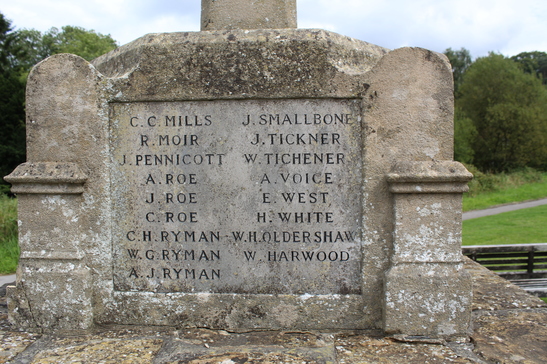 C.C. MILLS J. SMALLBONE
R. MOIR J. TICKNER
J. PENNICOTT W. TICHENER
A. ROE A. VOICE
J. ROE E. WEST
C. ROE H. WHITE
C.H. RYMAN - W.H. OLDERSHAW
W.G. RYMAN W. HARWOOD
A.J. RYMAN